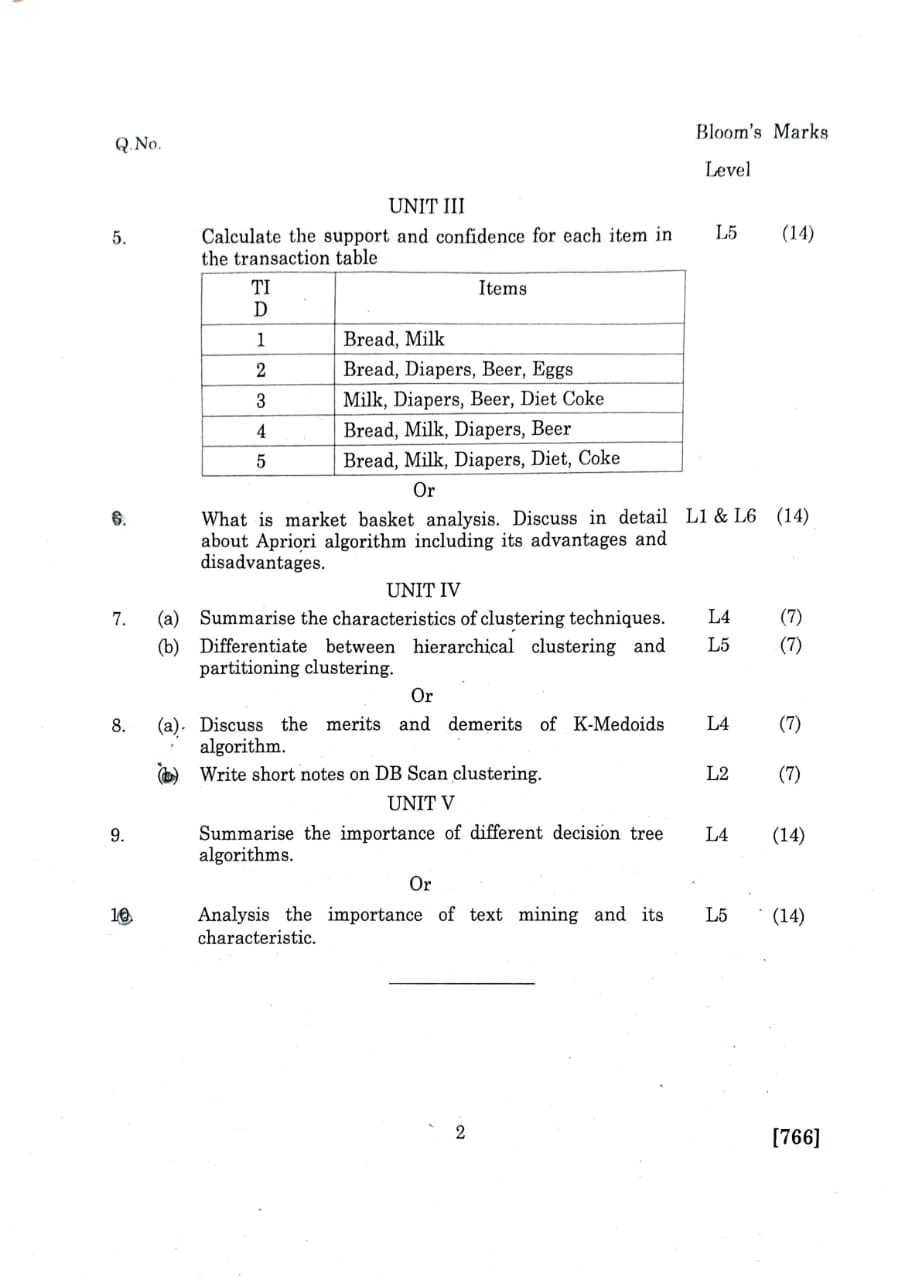 Q.No.
Bloom's Marks
Level
UNIT III
5. Calculate the support and confidence for each item in L5 (14)
the transaction table
TI Items
D
1 Bread, Milk
2 Bread, Diapers, Beer, Eggs
3 Milk, Diapers, Beer, Diet Coke
4 Bread, Milk, Diapers, Beer
5 Bread, Milk, Diapers, Diet, Coke
Or
6. What is market basket analysis. Discuss in detail L1 & L6 (14)
about Apriori algorithm including its advantages and
disadvantages.
UNIT IV
7. (a) Summarise the characteristics of clustering techniques. L4 (7)
(b) Differentiate between hierarchical clustering and L5 (7)
partitioning clustering.
Or
8. (a) Discuss the merits and demerits of K-Medoids L4 (7)
algorithm.
(b) Write short notes on DB Scan clustering. L2 (7)
UNIT V
9. Summarise the importance of different decision tree L4 (14)
algorithms.
Or
10. Analysis the importance of text mining and its L5 (14)
characteristic.
2 [766]